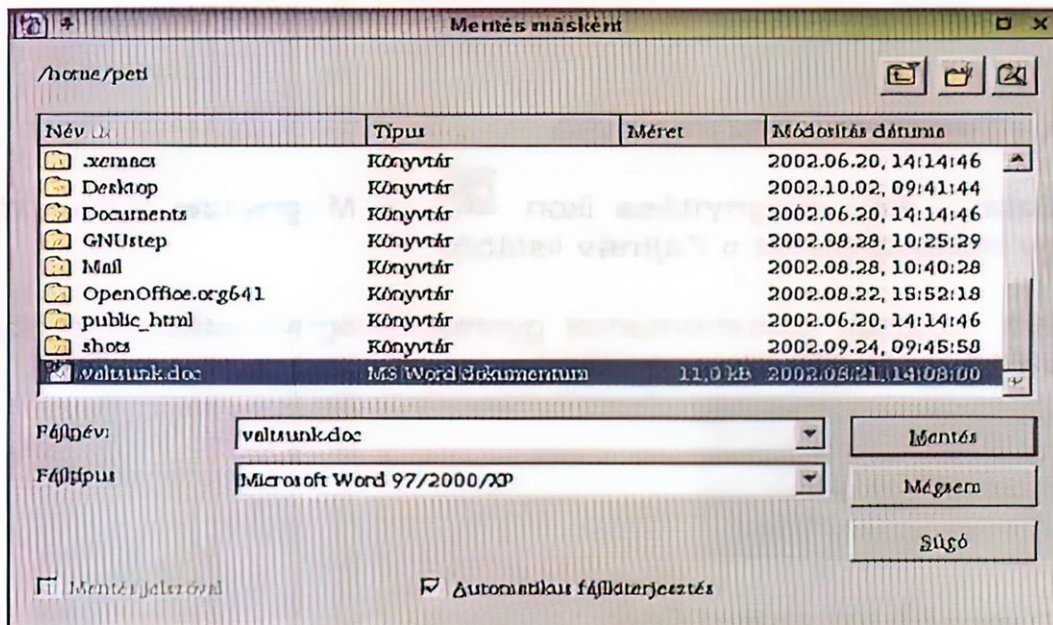 Mentés másként
/home/peti
Név Típus Méret Módosítás dátuma
.xemacs Könyvtár 2002.06.20, 14:14:46
Desktop Könyvtár 2002.10.02, 09:41:44
Documents Könyvtár 2002.06.20, 14:14:46
GNUstep Könyvtár 2002.08.28, 10:25:29
Mail Könyvtár 2002.08.28, 10:40:28
OpenOffice.org641 Könyvtár 2002.08.22, 15:52:18
public_html Könyvtár 2002.06.20, 14:14:46
shots Könyvtár 2002.09.24, 09:45:58
valtsunk.doc MS Word dokumentum 11,0 kB 2002.08.21, 14:08:00
Fájlnév: valtsunk.doc Mentés
Fájltípus Microsoft Word 97/2000/XP Mégsem
Súgó
Mentés jelszóval Automatikus fájlkiterjesztés